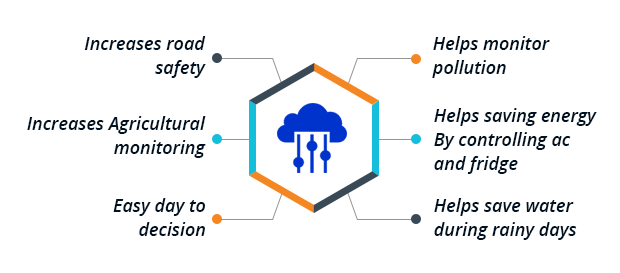 Increases road
safety
Helps monitor
pollution
Increases Agricultural
monitoring
Helps saving energy
By controlling ac
and fridge
Easy day to
decision
Helps save water
during rainy days